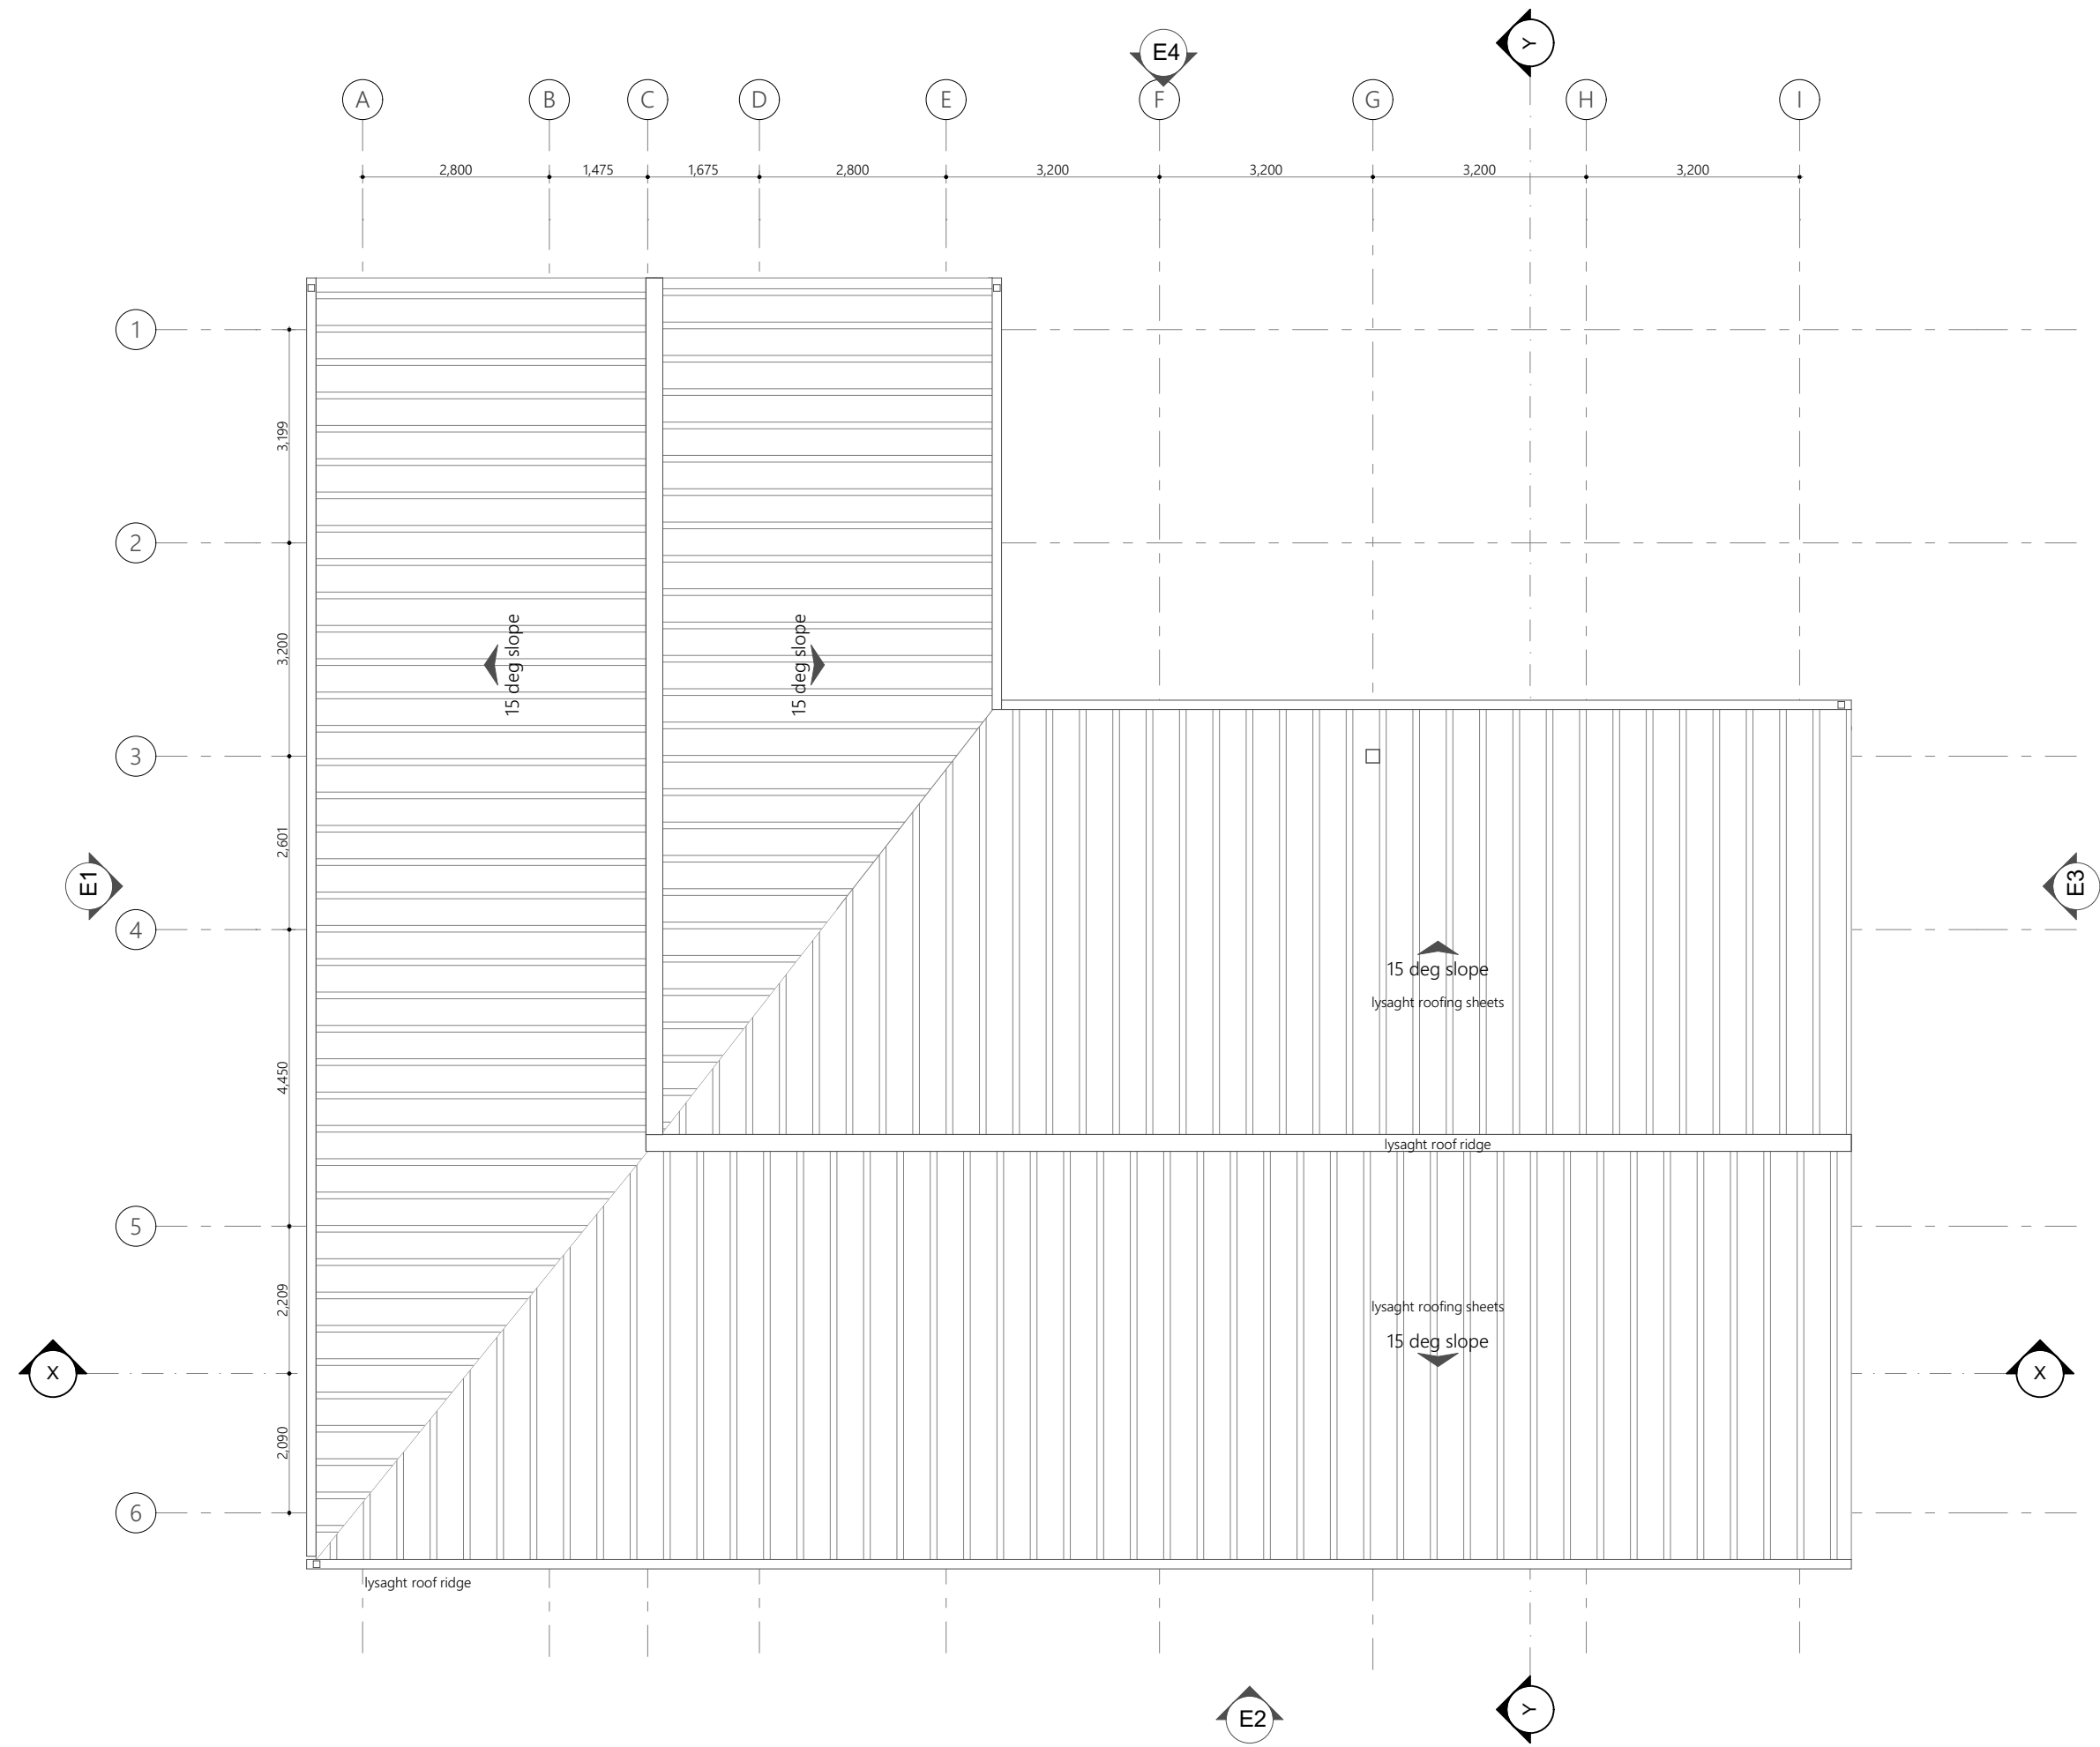 E4
Y
A
B
C
D
E
F
G
H
I
2,800
1,475
1,675
2,800
3,200
3,200
3,200
3,200
1
3,199
2
3,200
15 deg slope
15 deg slope
3
2,601
E1
E3
4
15 deg slope
lysaght roofing sheets
4,450
lysaght roof ridge
5
2,209
lysaght roofing sheets
15 deg slope
X
X
2,090
6
lysaght roof ridge
E2
Y